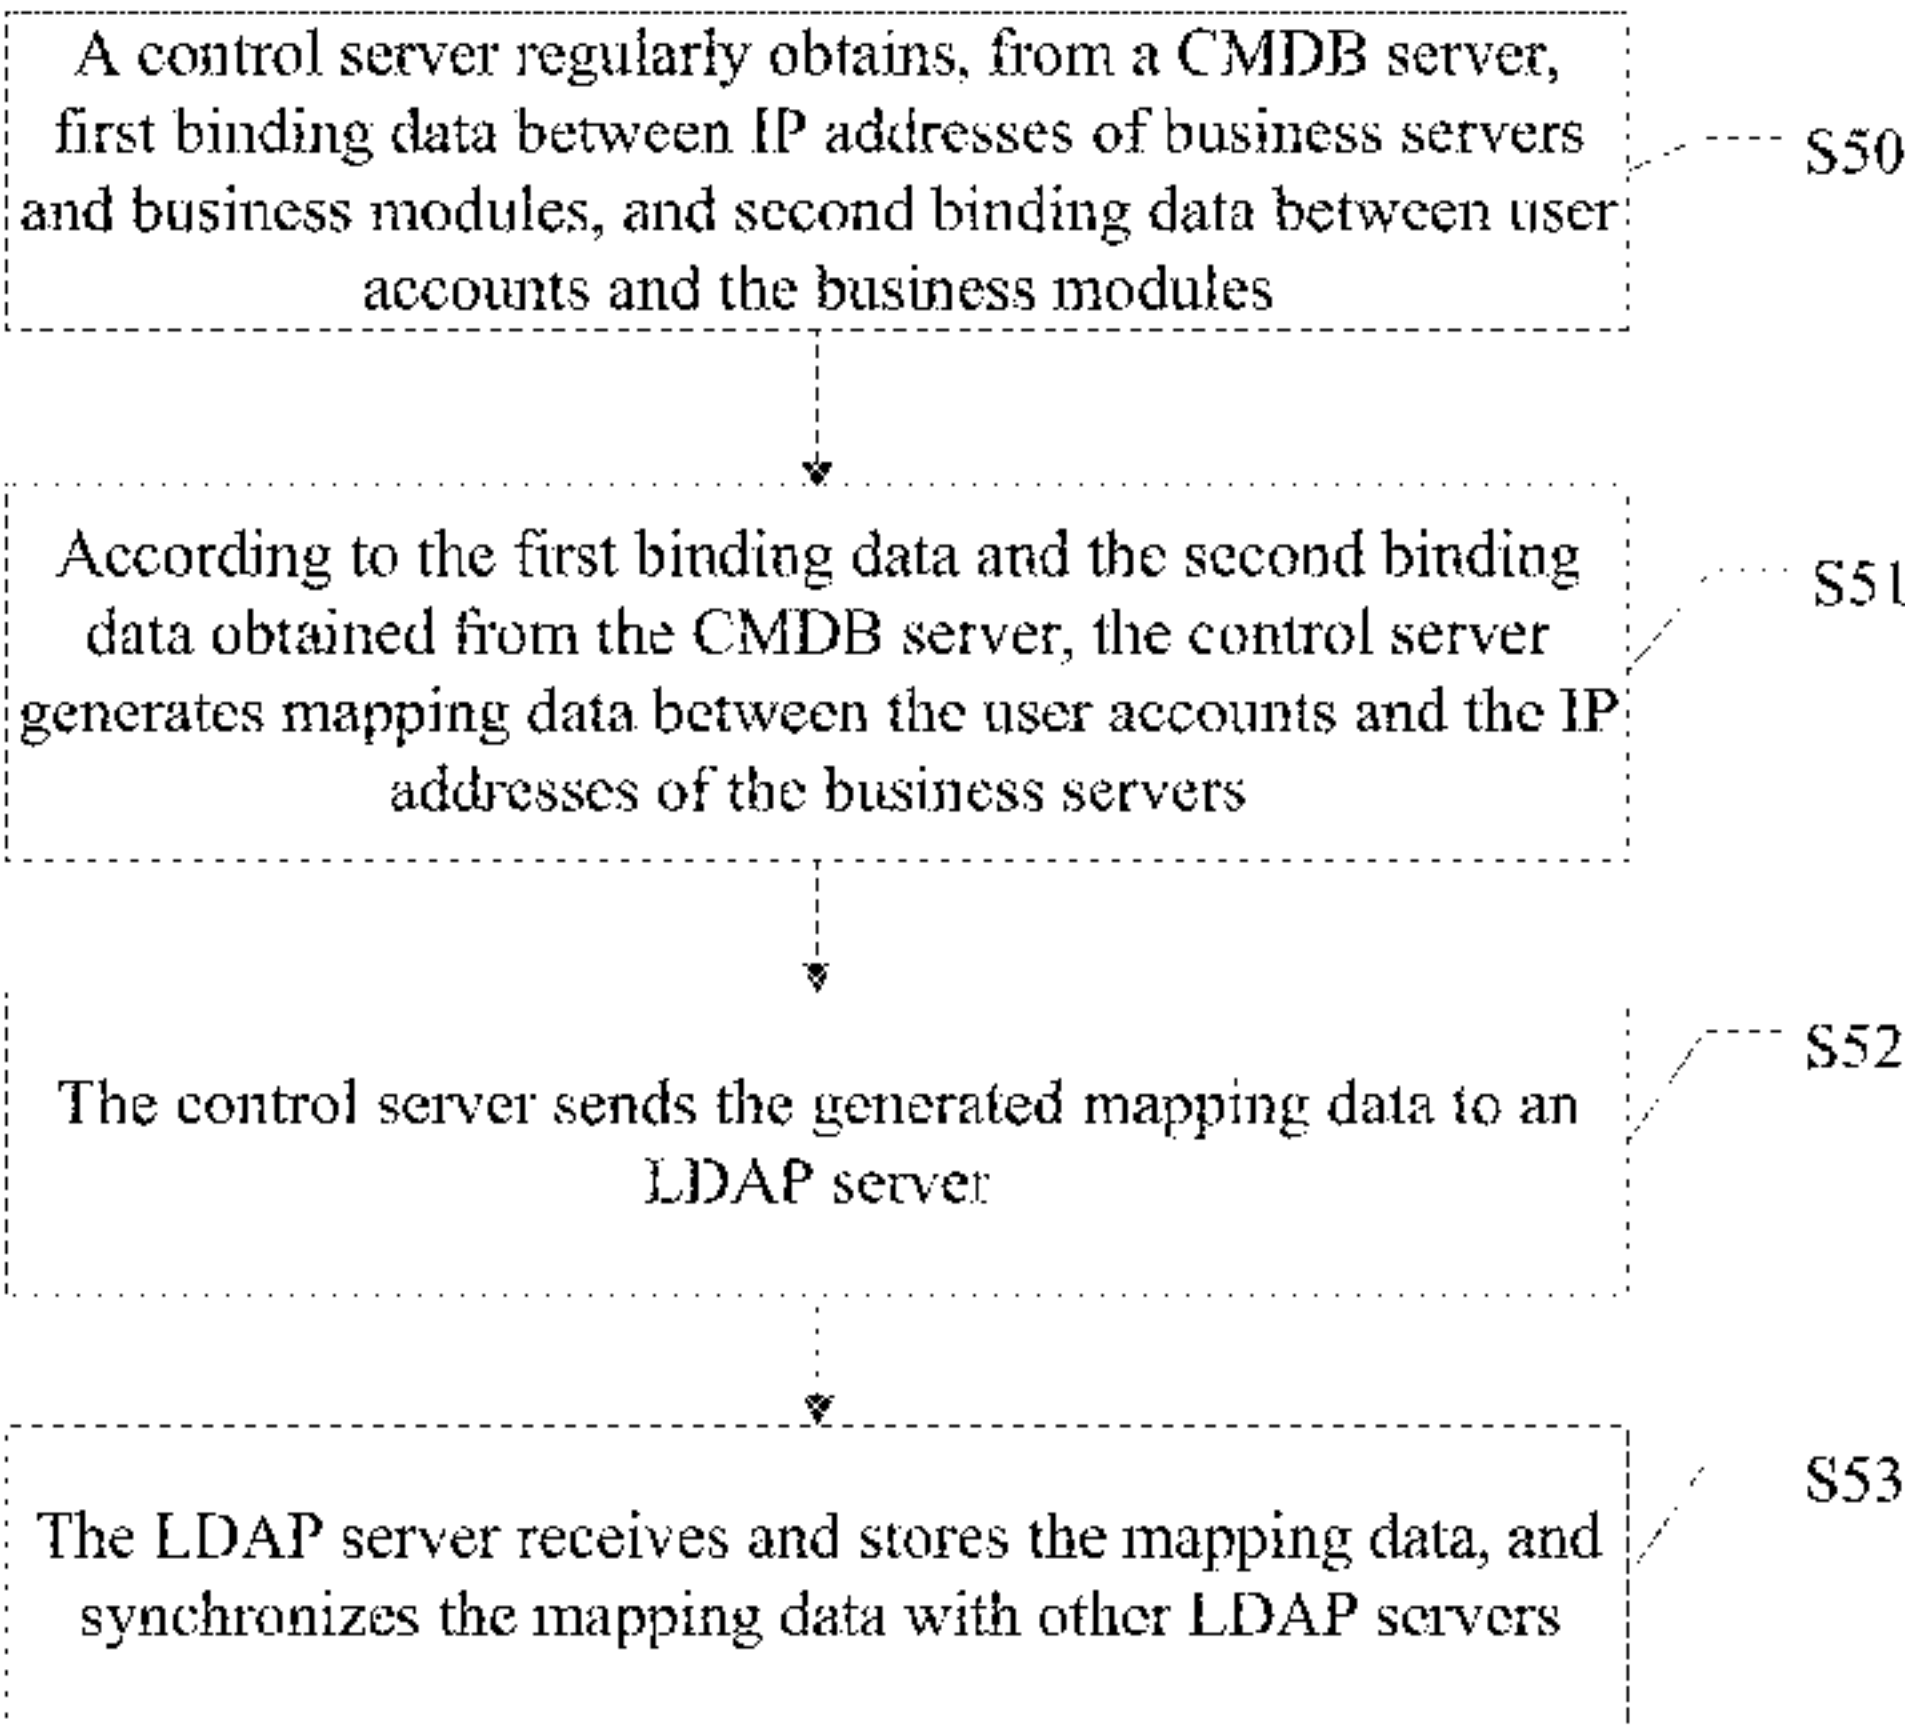 A control server regularly obtains, from a CMDB server,
first binding data between IP addresses of business servers
and business modules, and second binding data between user
accounts and the business modules
S50
According to the first binding data and the second binding
data obtained from the CMDB server, the control server
generates mapping data between the user accounts and the IP
addresses of the business servers
S51
The control server sends the generated mapping data to an
LDAP server
S52
The LDAP server receives and stores the mapping data, and
synchronizes the mapping data with other LDAP servers
S53